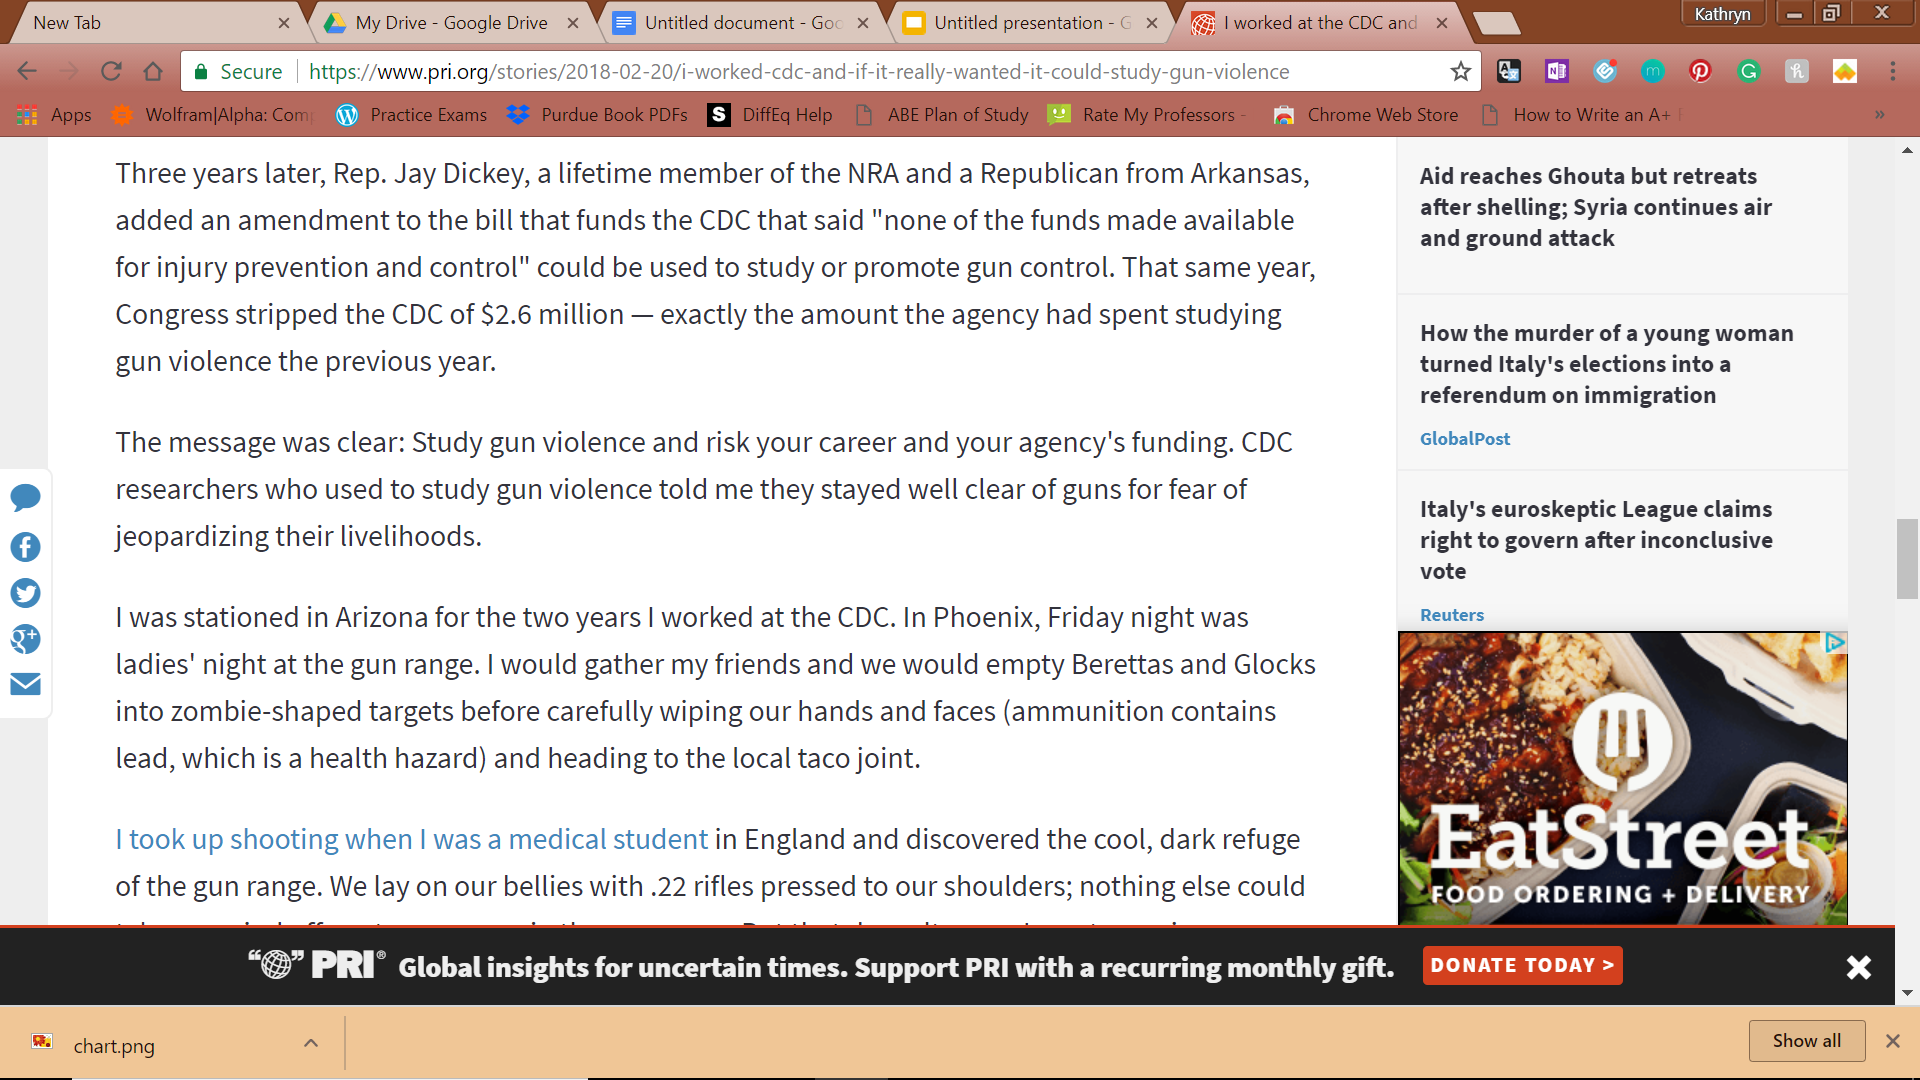 New Tab
My Drive - Google Drive
Untitled document - Goo
Untitled presentation - G
I worked at the CDC and
Kathryn
Secure
https://www.pri.org/stories/2018-02-20/i-worked-cdc-and-if-it-really-wanted-it-could-study-gun-violence
Apps
Wolfram|Alpha: Com
Practice Exams
Purdue Book PDFs
S
DiffEq Help
ABE Plan of Study
Rate My Professors -
Chrome Web Store
How to Write an A+
»
Three years later, Rep. Jay Dickey, a lifetime member of the NRA and a Republican from Arkansas,
added an amendment to the bill that funds the CDC that said "none of the funds made available
for injury prevention and control" could be used to study or promote gun control. That same year,
Congress stripped the CDC of $2.6 million — exactly the amount the agency had spent studying
gun violence the previous year.
The message was clear: Study gun violence and risk your career and your agency's funding. CDC
researchers who used to study gun violence told me they stayed well clear of guns for fear of
jeopardizing their livelihoods.
I was stationed in Arizona for the two years I worked at the CDC. In Phoenix, Friday night was
ladies' night at the gun range. I would gather my friends and we would empty Berettas and Glocks
into zombie-shaped targets before carefully wiping our hands and faces (ammunition contains
lead, which is a health hazard) and heading to the local taco joint.
I took up shooting when I was a medical student in England and discovered the cool, dark refuge
of the gun range. We lay on our bellies with .22 rifles pressed to our shoulders; nothing else could
Aid reaches Ghouta but retreats
after shelling; Syria continues air
and ground attack
How the murder of a young woman
turned Italy's elections into a
referendum on immigration
GlobalPost
Italy's euroskeptic League claims
right to govern after inconclusive
vote
Reuters
EatStreet
FOOD ORDERING + DELIVERY
PRI® Global insights for uncertain times. Support PRI with a recurring monthly gift.
DONATE TODAY >
chart.png
Show all